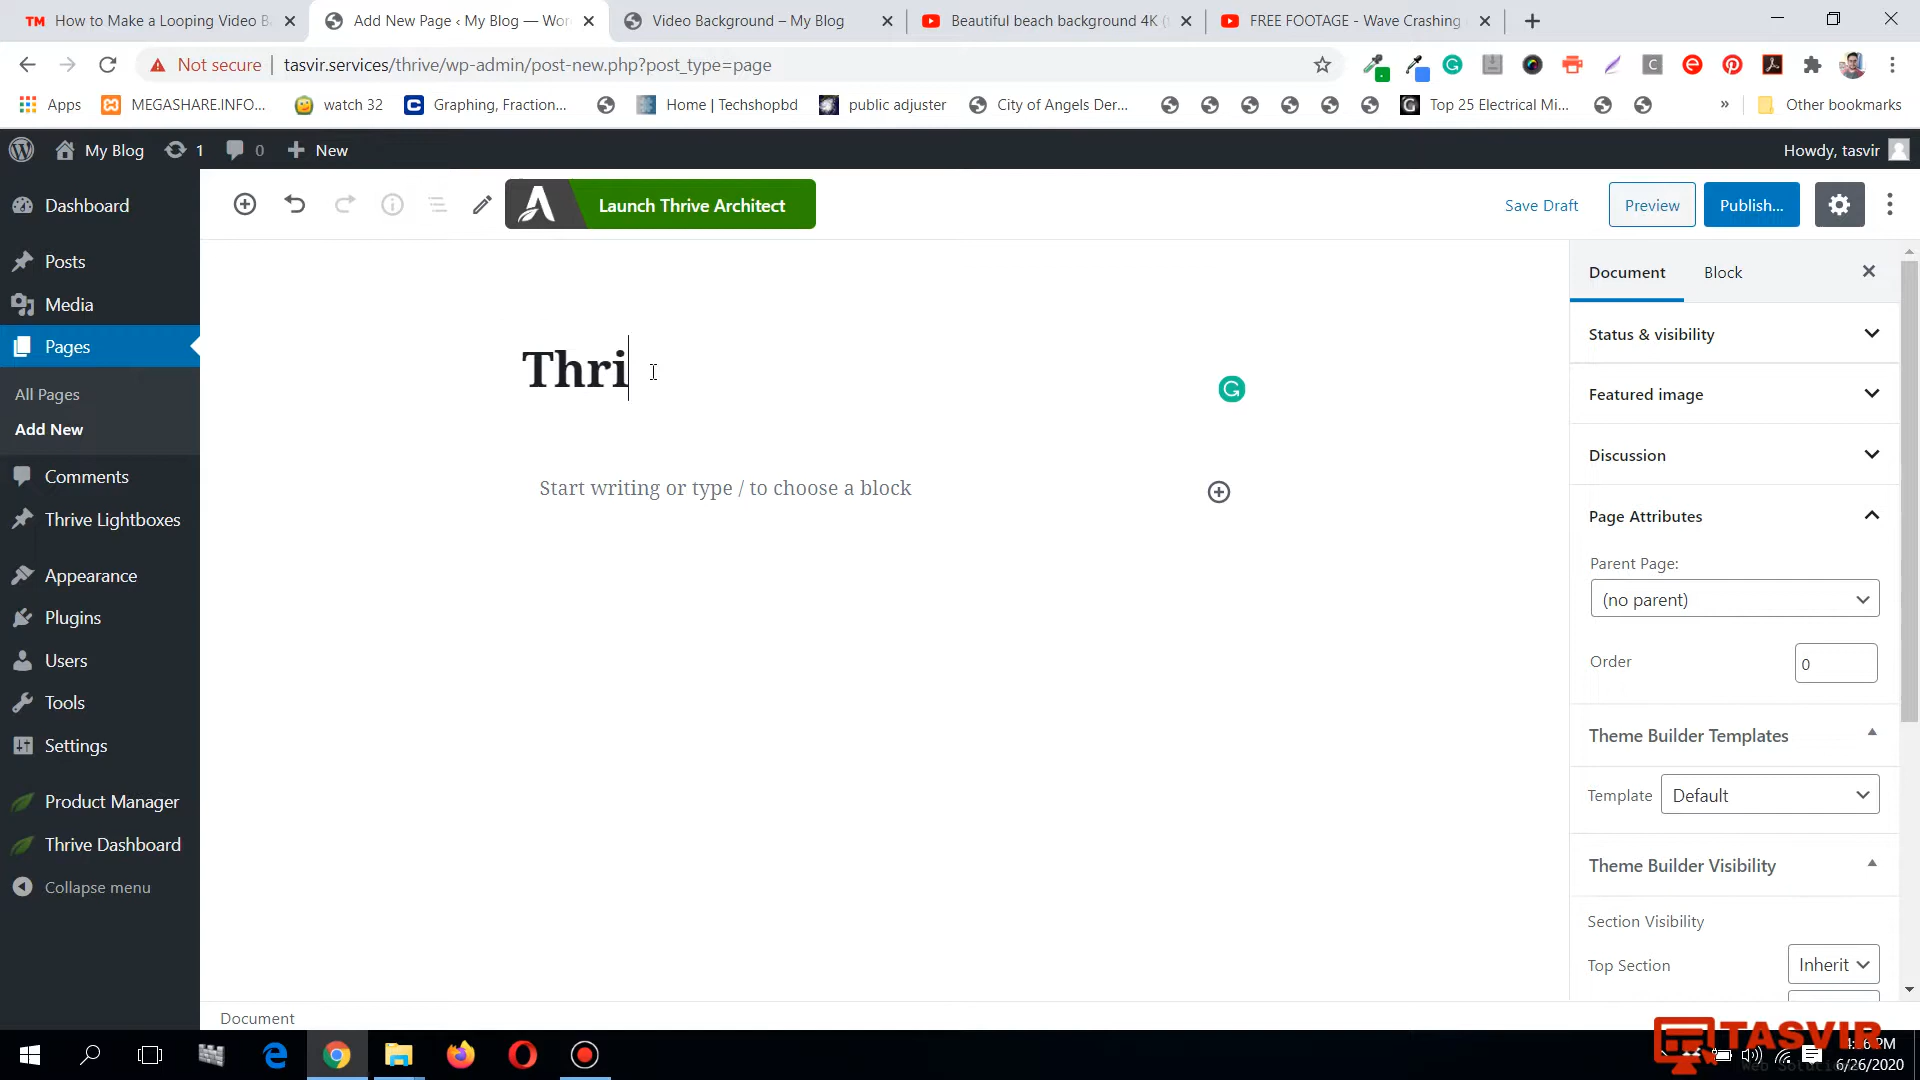 TM How to Make a Looping Video B
Add New Page ‹ My Blog — Wor
Video Background – My Blog
Beautiful beach background 4K (
FREE FOOTAGE - Wave Crashing
Not secure
tasvir.services/thrive/wp-admin/post-new.php?post_type=page
Apps
MEGASHARE.INFO...
watch 32
Graphing, Fraction...
Home | Techshopbd
public adjuster
City of Angels Der...
Top 25 Electrical Mi...
»
Other bookmarks
My Blog
1
0
New
Howdy, tasvir
Launch Thrive Architect
Save Draft
Preview
Publish...
Dashboard
Posts
Media
Pages
All Pages
Add New
Comments
Thrive Lightboxes
Appearance
Plugins
Users
Tools
Settings
Product Manager
Thrive Dashboard
Collapse menu
Thri
Start writing or type / to choose a block
Document
Block
Status & visibility
Featured image
Discussion
Page Attributes
Parent Page:
(no parent)
Order
0
Theme Builder Templates
Template
Default
Theme Builder Visibility
Section Visibility
Top Section
Inherit
Document
TASVIR
6/26/2020